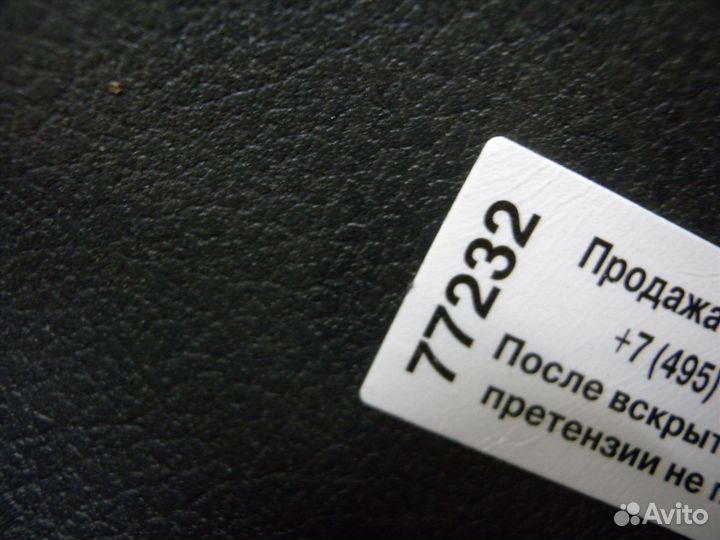 77232
Продажа
+7(495)
После вскрыт
претензии не
Avito